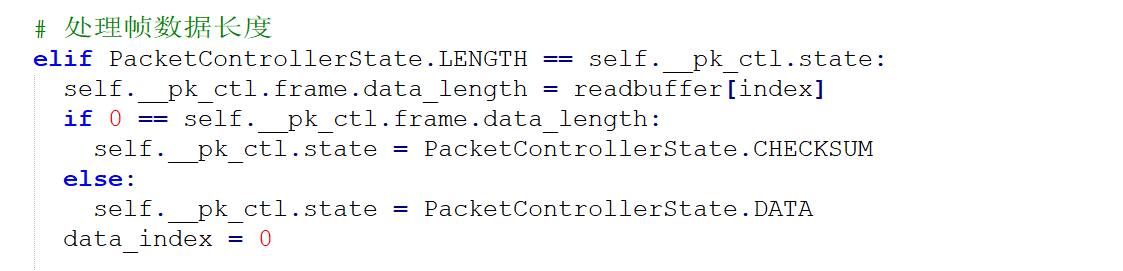 # 处理帧数据长度
elif PacketControllerState.LENGTH == self.__pk_ctl.state:
  self.__pk_ctl.frame.data_length = readbuffer[index]
  if 0 == self.__pk_ctl.frame.data_length:
    self.__pk_ctl.state = PacketControllerState.CHECKSUM
  else:
    self.__pk_ctl.state = PacketControllerState.DATA
  data_index = 0